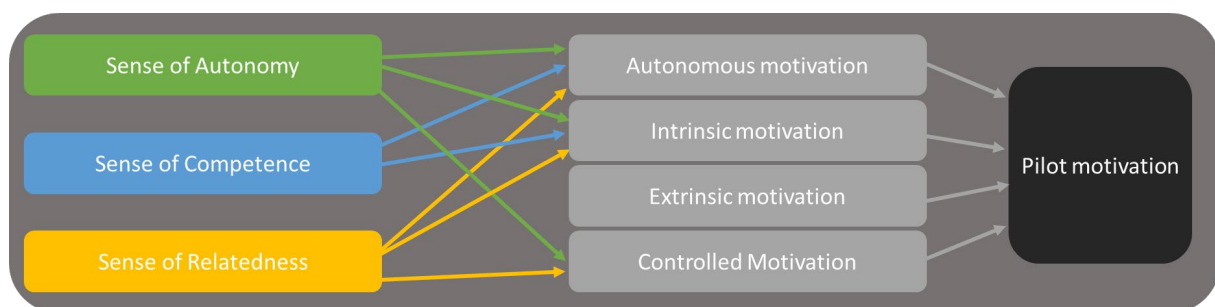 Sense of Autonomy
Sense of Competence
Sense of Relatedness
Autonomous motivation
Intrinsic motivation
Extrinsic motivation
Controlled Motivation
Pilot motivation